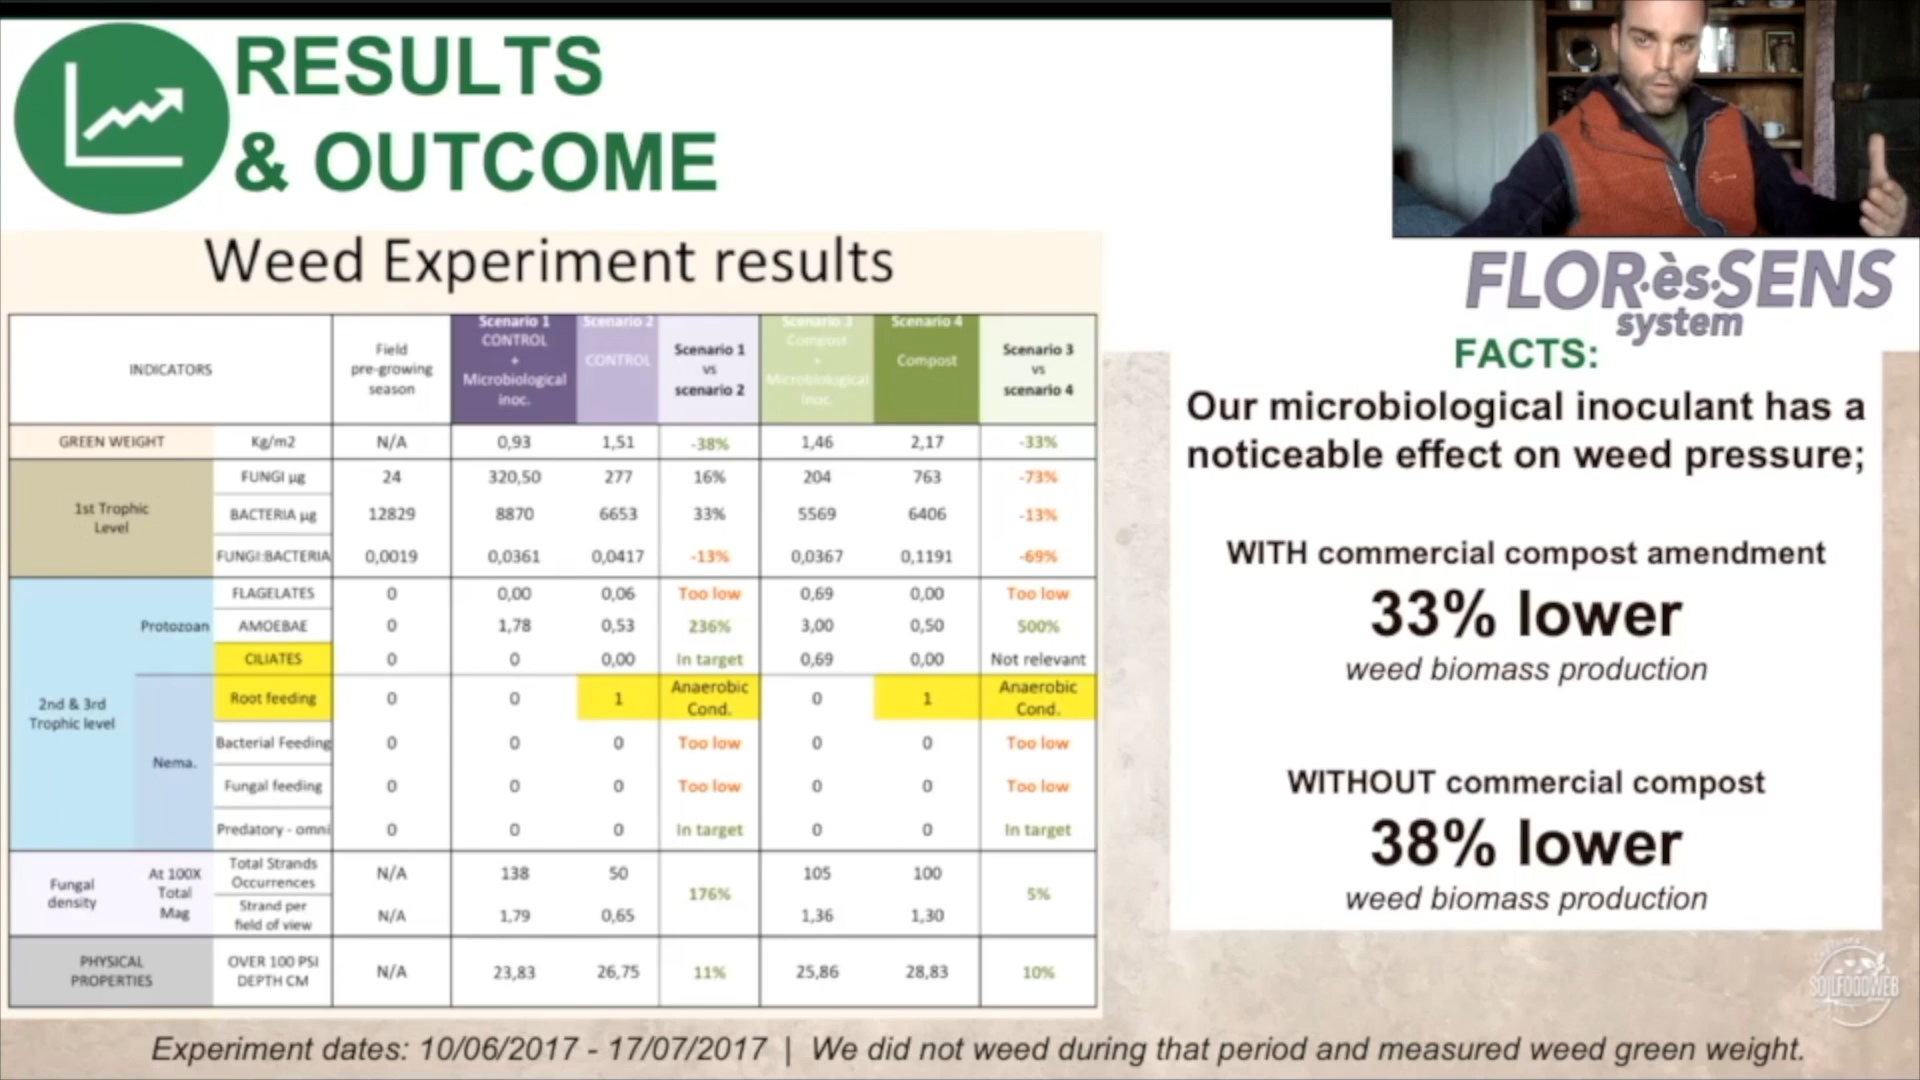 RESULTS
& OUTCOME
Weed Experiment results
INDICATORS
Field
pre-growing
season
Scenario 1
CONTROL
+
Microbiological
inoc.
Scenario 2
CONTROL
Scenario 1
vs
scenario 2
Scenario 3
Compost
+
Microbiological
inoc.
Scenario 4
Compost
Scenario 3
vs
scenario 4
GREEN WEIGHT Kg/m2 N/A 0,93 1,51 -38% 1,46 2,17 -33%
1st Trophic
Level
FUNGI µg 24 320,50 277 16% 204 763 -73%
BACTERIA µg 12829 8870 6653 33% 5569 6406 -13%
FUNGI:BACTERIA 0,0019 0,0361 0,0417 -13% 0,0367 0,1191 -69%
2nd & 3rd
Trophic level
Protozoan
FLAGELATES 0 0,00 0,06 Too low 0,69 0,00 Too low
AMOEBAE 0 1,78 0,53 236% 3,00 0,50 500%
CILIATES 0 0 0,00 In target 0,69 0,00 Not relevant
Nema.
Root feeding 0 0 1 Anaerobic Cond. 0 1 Anaerobic Cond.
Bacterial Feeding 0 0 0 Too low 0 0 Too low
Fungal feeding 0 0 0 Too low 0 0 Too low
Predatory - omni 0 0 0 In target 0 0 In target
Fungal
density
At 100X
Total
Mag
Total Strands
Occurrences N/A 138 50 105 100
176% 5%
Strand per
field of view N/A 1,79 0,65 1,36 1,30
PHYSICAL
PROPERTIES
OVER 100 PSI
DEPTH CM N/A 23,83 26,75 11% 25,86 28,83 10%
FLOR·ès·SENS
system
FACTS:
Our microbiological inoculant has a
noticeable effect on weed pressure;
WITH commercial compost amendment
33% lower
weed biomass production
WITHOUT commercial compost
38% lower
weed biomass production
SOILFOODWEB
Experiment dates: 10/06/2017 - 17/07/2017 | We did not weed during that period and measured weed green weight.